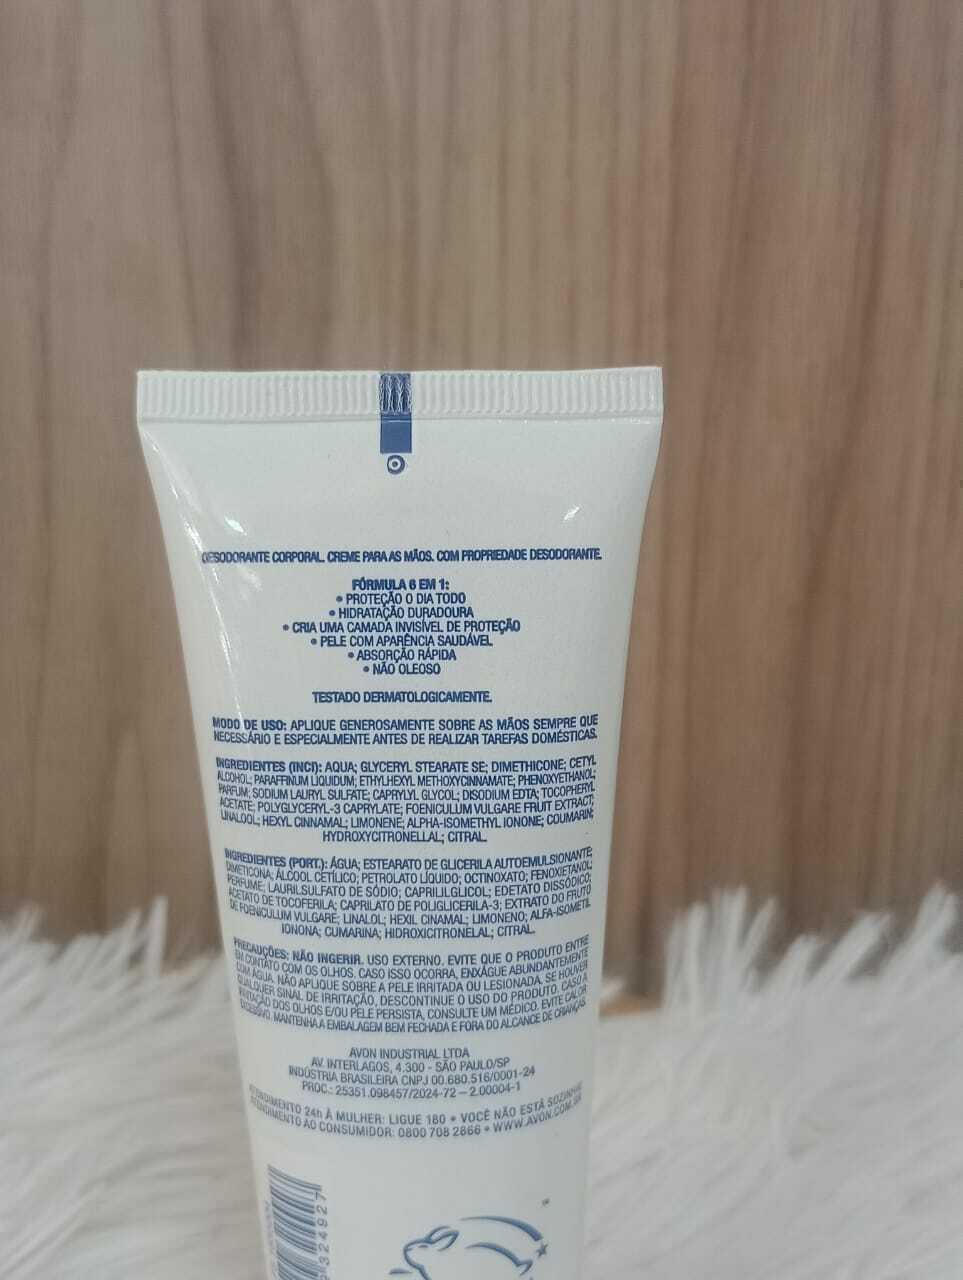 DESODORANTE CORPORAL. CREME PARA AS MÃOS. COM PROPRIEDADE DESODORANTE.
FÓRMULA 6 EM 1:
• PROTEÇÃO O DIA TODO
• HIDRATAÇÃO DURADOURA
• CRIA UMA CAMADA INVISÍVEL DE PROTEÇÃO
• PELE COM APARÊNCIA SAUDÁVEL
• ABSORÇÃO RÁPIDA
• NÃO OLEOSO
TESTADO DERMATOLOGICAMENTE.
MODO DE USO: APLIQUE GENEROSAMENTE SOBRE AS MÃOS SEMPRE QUE
NECESSÁRIO E ESPECIALMENTE ANTES DE REALIZAR TAREFAS DOMÉSTICAS.
INGREDIENTES (INCI): AQUA; GLYCERYL STEARATE SE; DIMETHICONE; CETYL
ALCOHOL; PARAFFINUM LIQUIDUM; ETHYLHEXYL METHOXYCINNAMATE; PHENOXYETHANOL;
PARFUM; SODIUM LAURYL SULFATE; CAPRYLYL GLYCOL; DISODIUM EDTA; TOCOPHERYL
ACETATE; POLYGLYCERYL-3 CAPRYLATE; FOENICULUM VULGARE FRUIT EXTRACT;
LINALOOL; HEXYL CINNAMAL; LIMONENE; ALPHA-ISOMETHYL IONONE; COUMARIN;
HYDROXYCITRONELLAL; CITRAL.
INGREDIENTES (PORT.): ÁGUA; ESTEARATO DE GLICERILA AUTOEMULSIONANTE;
DIMETICONA; ÁLCOOL CETÍLICO; PETROLATO LÍQUIDO; OCTINOXATO; FENOXIETANOL;
PERFUME; LAURILSULFATO DE SÓDIO; CAPRILILGLICOL; EDETATO DISSÓDICO;
ACETATO DE TOCOFERILA; CAPRILATO DE POLIGLICERILA-3; EXTRATO DO FRUTO
DE FOENICULUM VULGARE; LINALOL; HEXIL CINAMAL; LIMONENO; ALFA-ISOMETIL
IONONA; CUMARINA; HIDROXICITRONELAL; CITRAL.
PRECAUÇÕES: NÃO INGERIR. USO EXTERNO. EVITE QUE O PRODUTO ENTRE
EM CONTATO COM OS OLHOS. CASO ISSO OCORRA, ENXÁGUE ABUNDANTEMENTE
COM ÁGUA. NÃO APLIQUE SOBRE A PELE IRRITADA OU LESIONADA. SE HOUVER
QUALQUER SINAL DE IRRITAÇÃO, DESCONTINUE O USO DO PRODUTO. CASO A
IRRITAÇÃO DOS OLHOS E/OU PELE PERSISTA, CONSULTE UM MÉDICO. EVITE CALOR
EXCESSIVO. MANTENHA A EMBALAGEM BEM FECHADA E FORA DO ALCANCE DE CRIANÇAS.
AVON INDUSTRIAL LTDA
AV. INTERLAGOS, 4.300 - SÃO PAULO/SP
INDÚSTRIA BRASILEIRA CNPJ 00.680.516/0001-24
PROC.: 25351.098457/2024-72 – 2.00004-1
ATENDIMENTO 24h À MULHER: LIGUE 180 • VOCÊ NÃO ESTÁ SOZINHA!
ATENDIMENTO AO CONSUMIDOR: 0800 708 2866 • WWW.AVON.COM.BR
324927